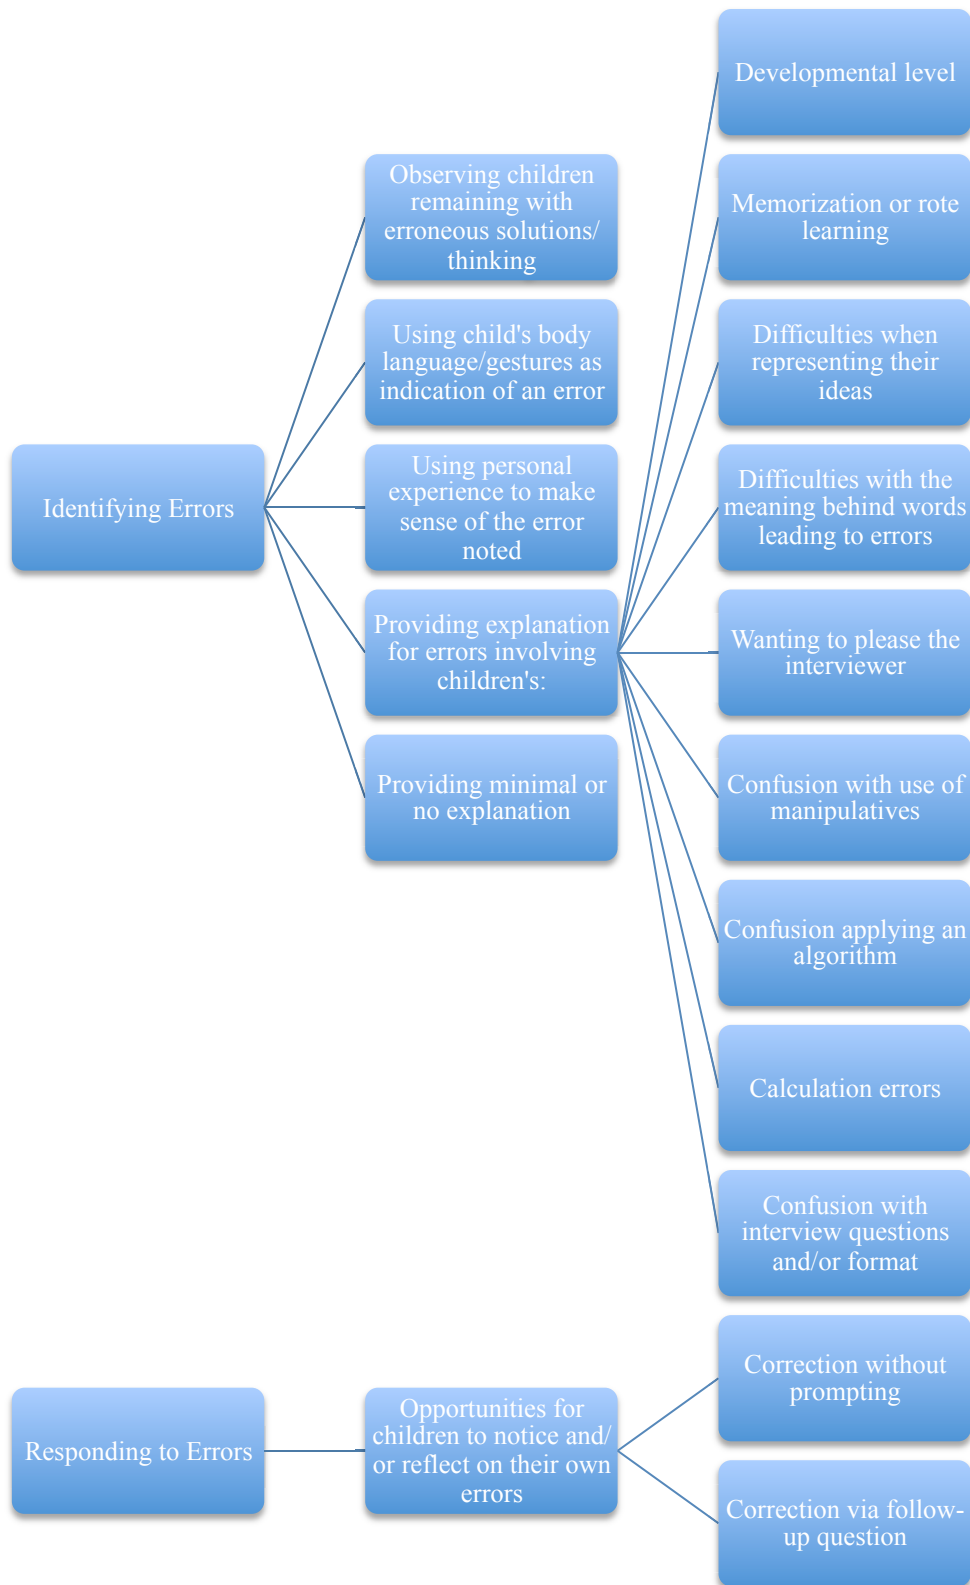 Identifying Errors
Observing children
remaining with
erroneous solutions/
thinking
Using child's body
language/gestures as
indication of an error
Using personal
experience to make
sense of the error
noted
Providing explanation
for errors involving
children's:
Developmental level
Memorization or rote
learning
Difficulties when
representing their
ideas
Difficulties with the
meaning behind words
leading to errors
Wanting to please the
interviewer
Confusion with use of
manipulatives
Confusion applying an
algorithm
Calculation errors
Confusion with
interview questions
and/or format
Providing minimal or
no explanation
Responding to Errors
Opportunities for
children to notice and/
or reflect on their own
errors
Correction without
prompting
Correction via follow-
up question